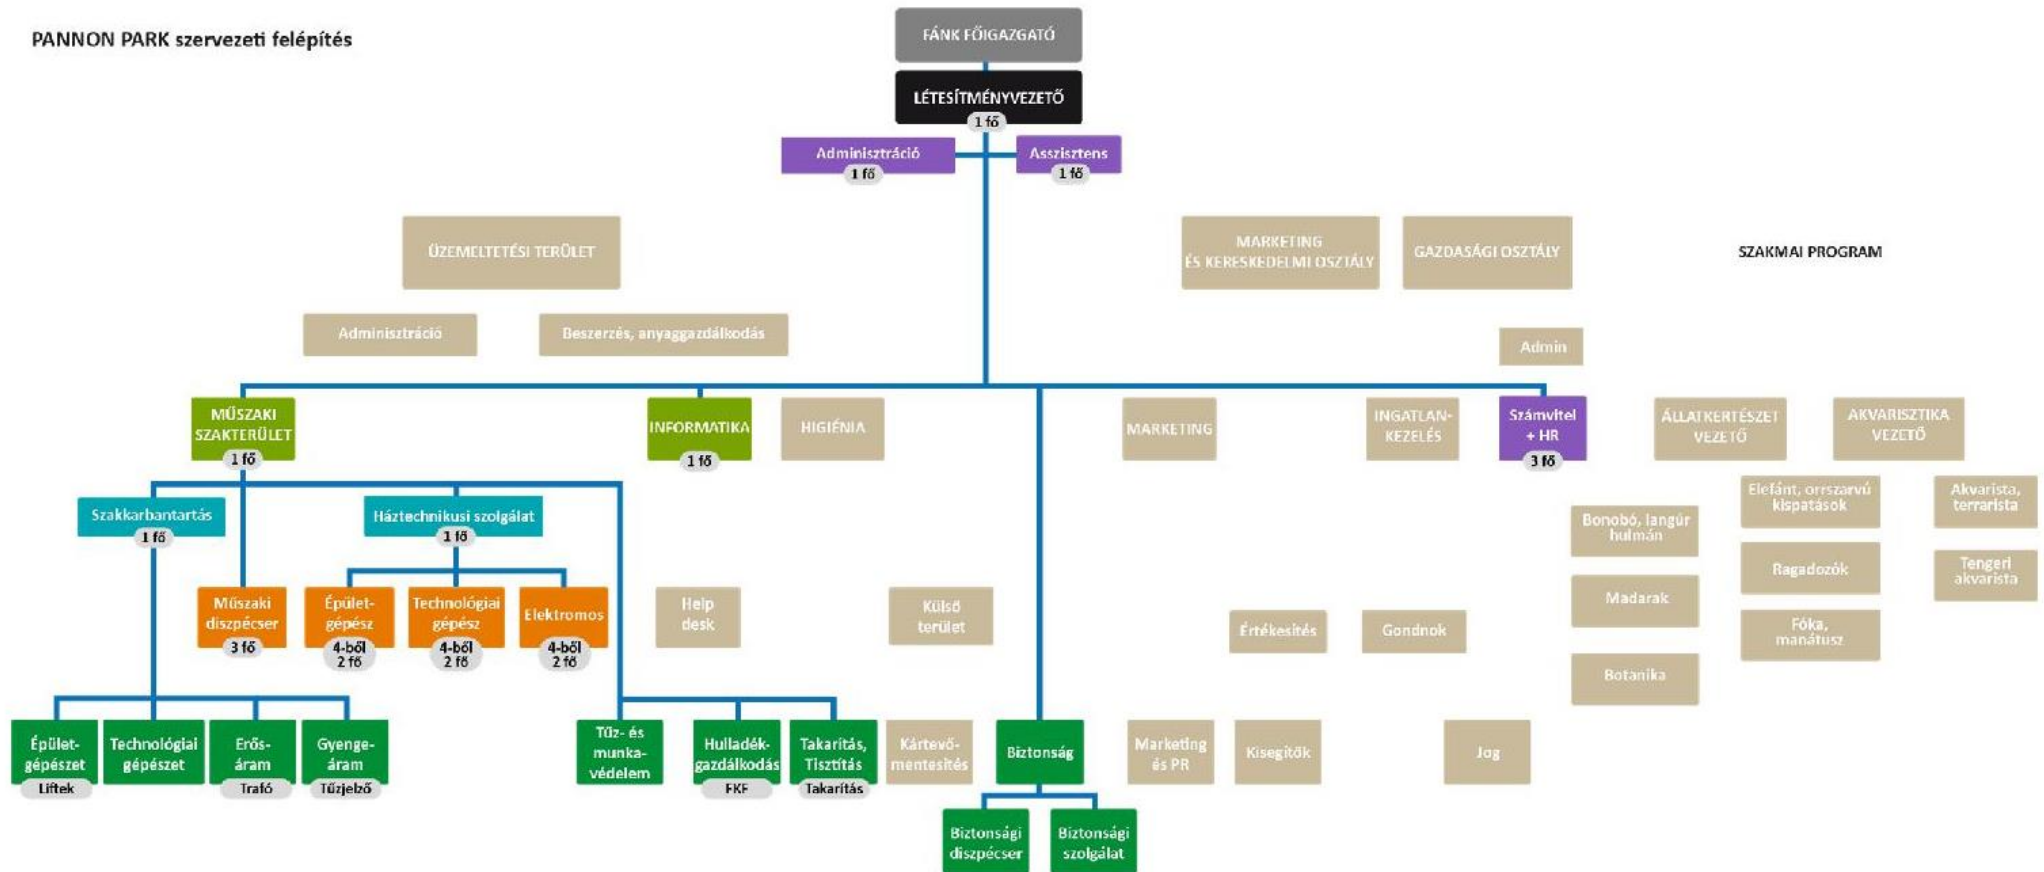 PANNON PARK szervezeti felépítés
FÁNK FŐIGAZGATÓ
LÉTESÍTMÉNYVEZETŐ
1 fő
Adminisztráció
1 fő
Asszisztens
1 fő
ÜZEMELTETÉSI TERÜLET
MARKETING
ÉS KERESKEDELMI OSZTÁLY
GAZDASÁGI OSZTÁLY
SZAKMAI PROGRAM
Adminisztráció
Beszerzés, anyaggazdálkodás
Admin
MŰSZAKI
SZAKTERÜLET
1 fő
INFORMATIKA
1 fő
HIGIÉNIA
MARKETING
INGATLAN-
KEZELÉS
Számvitel
+ HR
3 fő
ÁLLATKERTÉSZET
VEZETŐ
AKVARISZTIKA
VEZETŐ
Szakkarbantartás
1 fő
Háztechnikusi szolgálat
1 fő
Bonobó, langúr
hulmán
Elefánt, orrszarvú
kispatások
Akvarista,
terrarista
Ragadozók
Tengeri
akvarista
Műszaki
diszpécser
3 fő
Épület-
gépész
4-ből
2 fő
Technológiai
gépész
4-ből
2 fő
Elektromos
4-ből
2 fő
Help
desk
Külső
terület
Értékesítés
Gondnok
Madarak
Fóka,
manátusz
Botanika
Épület-
gépészet
Liftek
Technológiai
gépészet
Erős-
áram
Trafó
Gyenge-
áram
Tűzjelző
Tűz- és
munka-
védelem
Hulladék-
gazdálkodás
FKF
Takarítás,
Tisztítás
Takarítás
Kártevő-
mentesítés
Biztonság
Marketing
és PR
Kisegítők
Jog
Biztonsági
diszpécser
Biztonsági
szolgálat